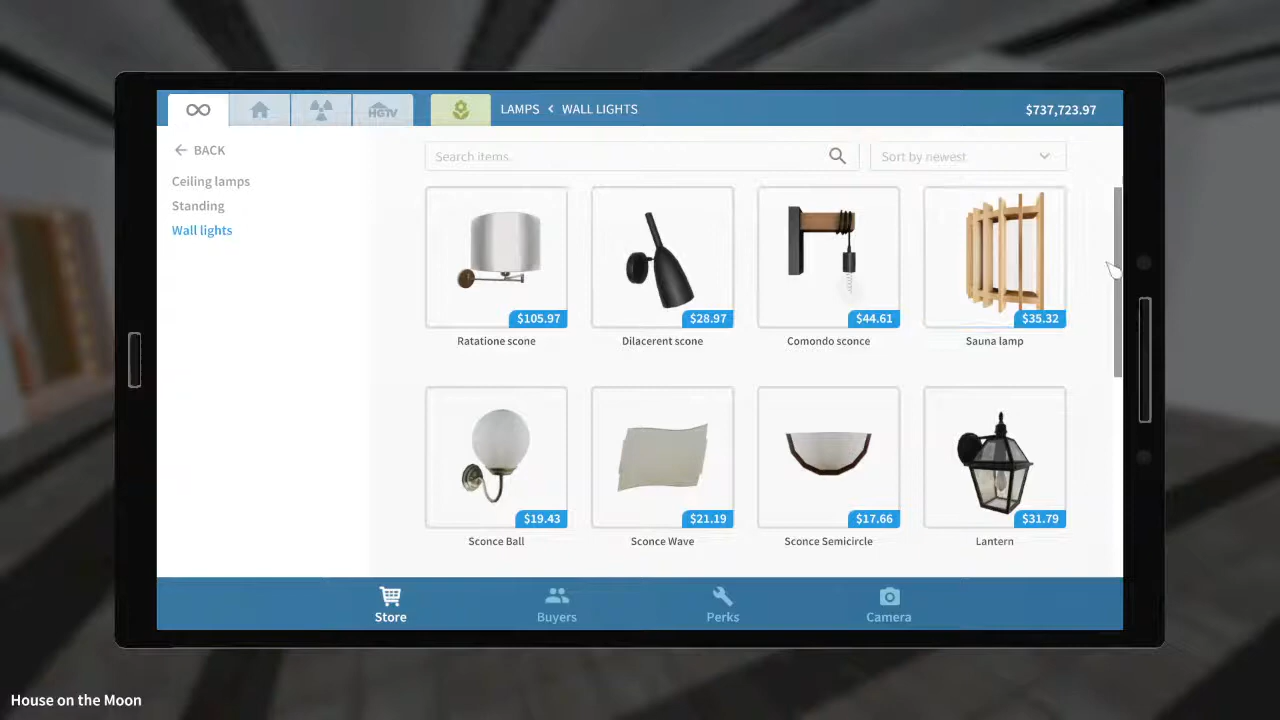 HGTV
LAMPS < WALL LIGHTS
$737,723.97
BACK
Ceiling lamps
Standing
Wall lights
Search items.
Sort by newest
$105.97
$28.97
$44.61
$35.32
Ratatione scone
Dilacerent scone
Comondo sconce
Sauna lamp
$19.43
$21.19
$17.66
$31.79
Sconce Ball
Sconce Wave
Sconce Semicircle
Lantern
Store
Buyers
Perks
Camera
House on the Moon